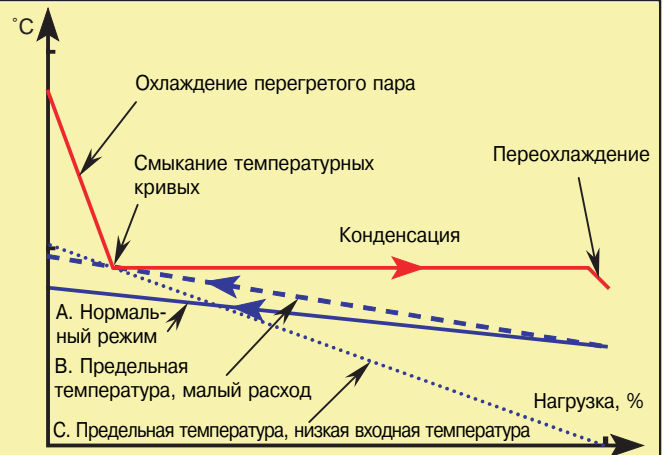 °C
Охлаждение перегретого пара
Смыкание температурных
кривых
Переохлаждение
Конденсация
А. Нормаль-
ный режим
В. Предельная
температура, малый расход
Нагрузка, %
С. Предельная температура, низкая входная температура